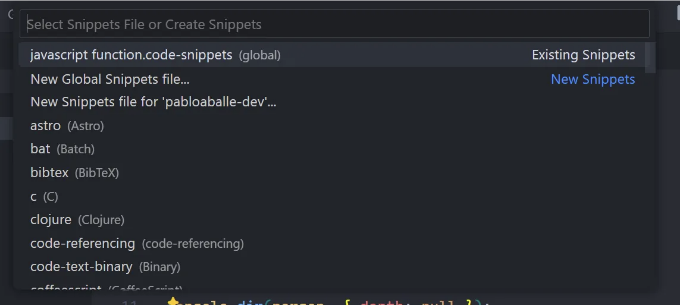 Select Snippets File or Create Snippets
javascript function.code-snippets (global) Existing Snippets
New Global Snippets file... New Snippets
New Snippets file for 'pabloaballe-dev'...
astro (Astro)
bat (Batch)
bibtex (BibTeX)
c (C)
clojure (Clojure)
code-referencing (code-referencing)
code-text-binary (Binary)
coffeescript (CoffeeScript)